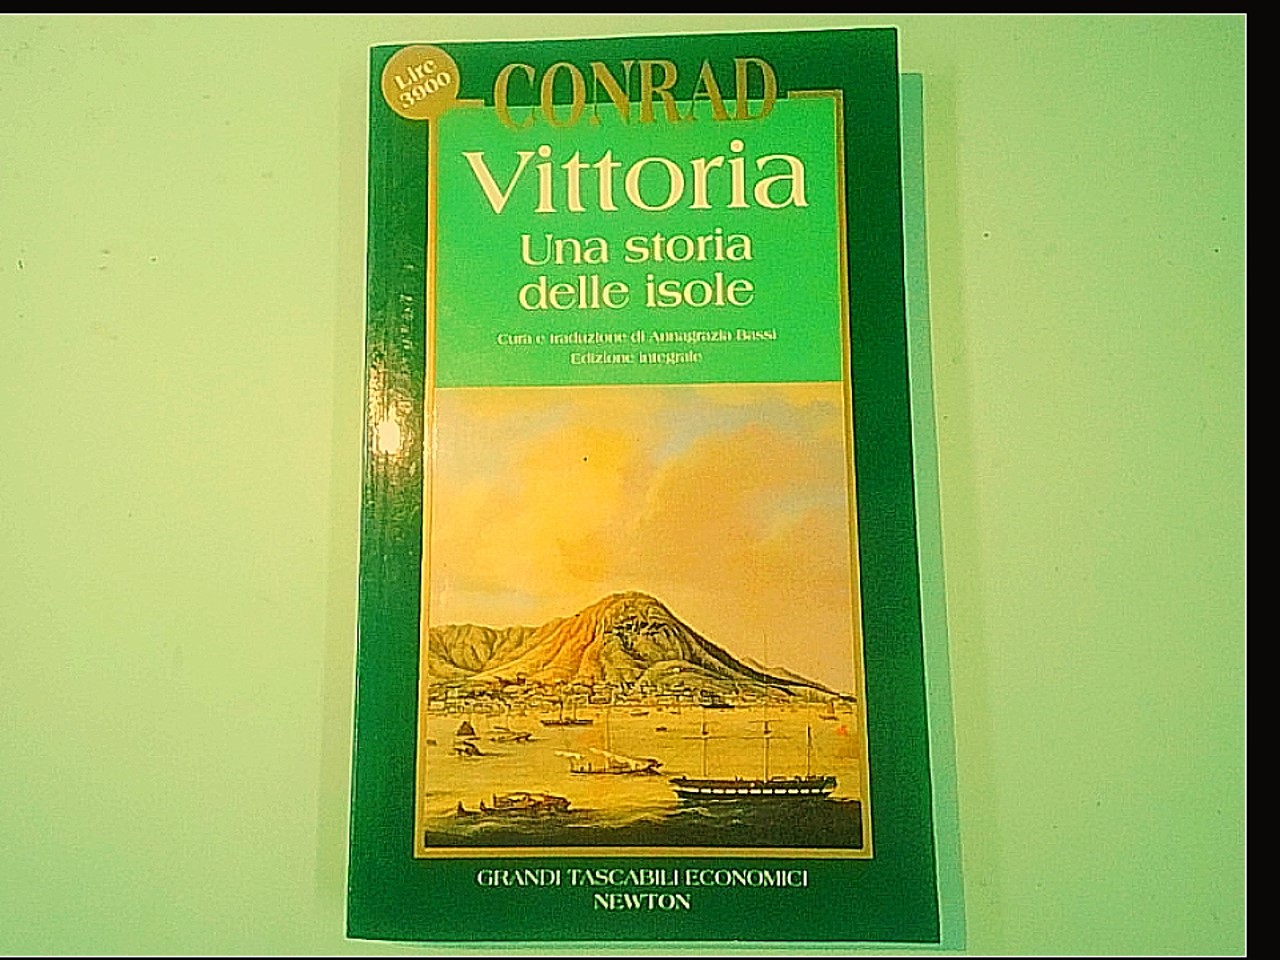 Lire
3900
CONRAD
Vittoria
Una storia
delle isole
Cura e traduzione di Annagrazia Bassi
Edizione integrale
GRANDI TASCABILI ECONOMICI
NEWTON